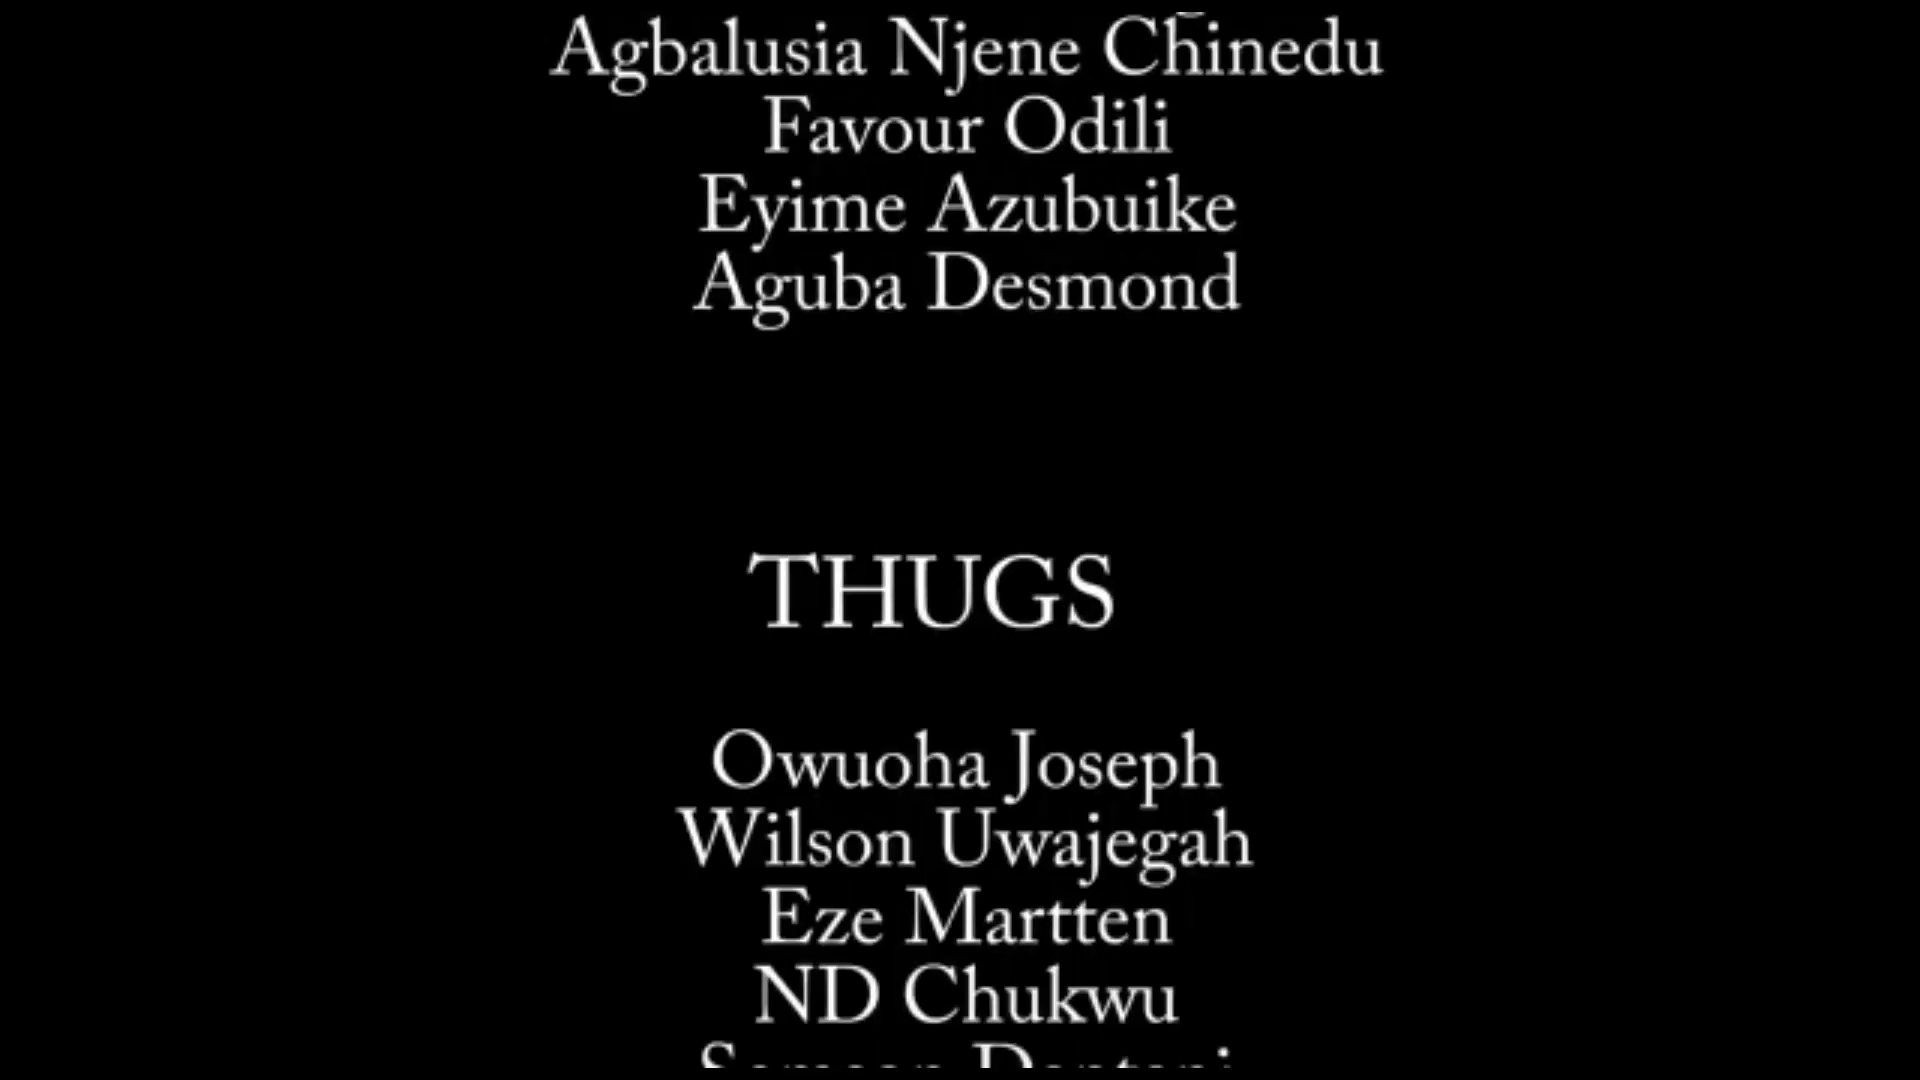 Agbalusia Njene Chinedu
Favour Odili
Eyime Azubuike
Aguba Desmond
THUGS
Owuoha Joseph
Wilson Uwajegah
Eze Martten
ND Chukwu